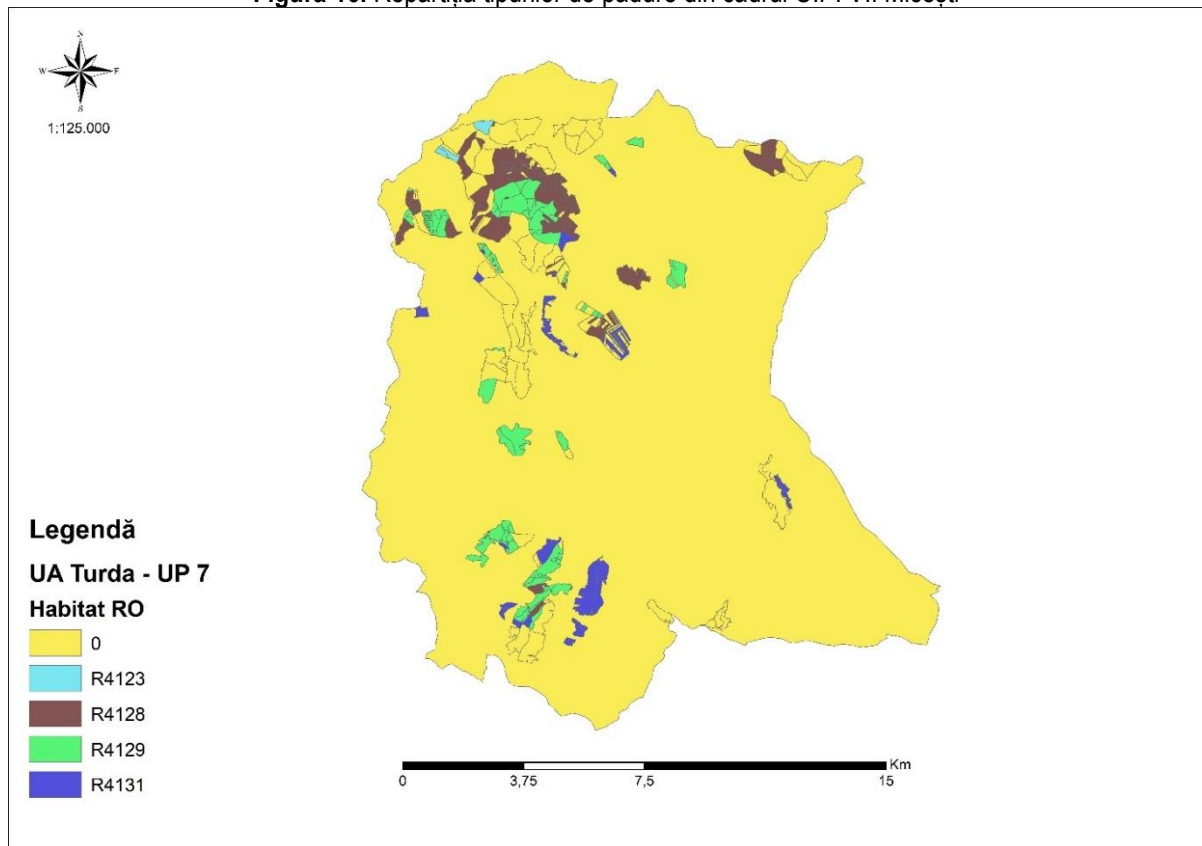 N
W
E
S
1:125.000
Legendă
UA Turda - UP 7
Habitat RO
0
R4123
R4128
R4129
R4131
Km
0 3,75 7,5 15